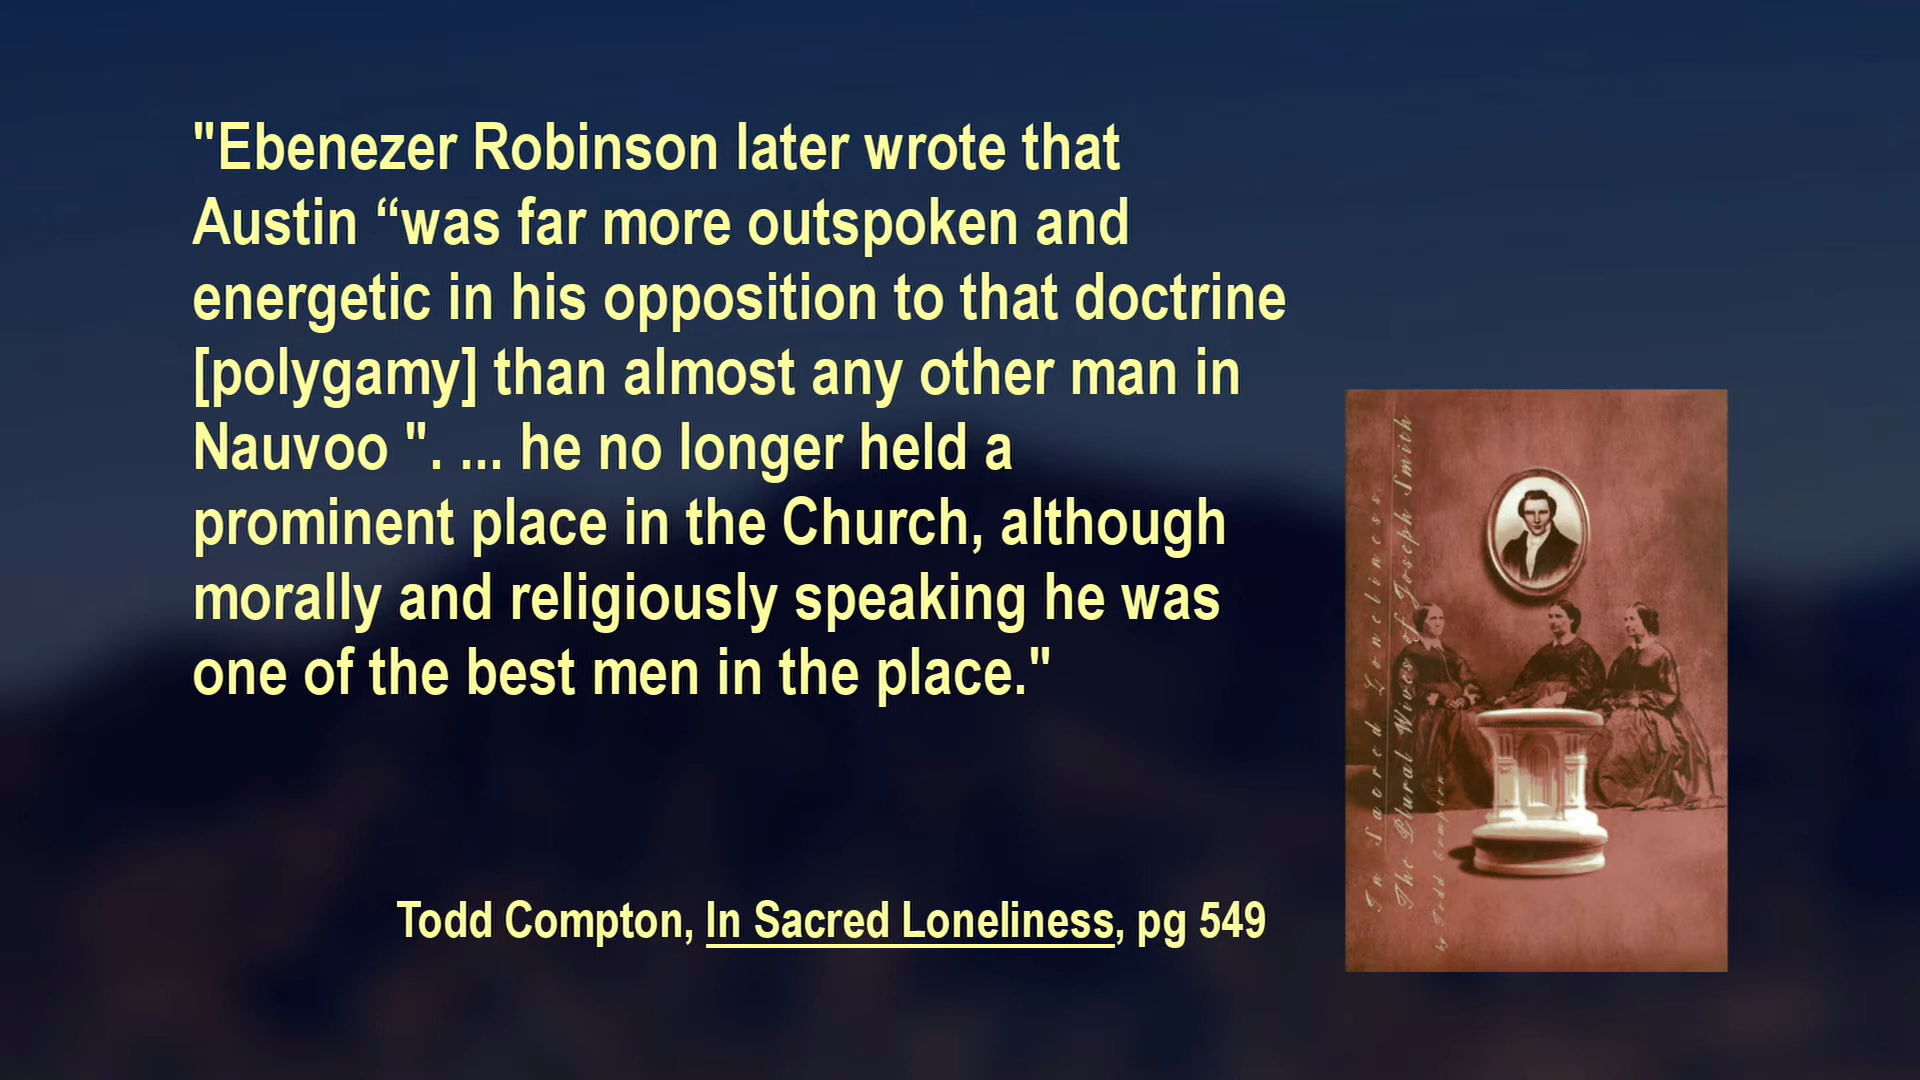 "Ebenezer Robinson later wrote that
Austin “was far more outspoken and
energetic in his opposition to that doctrine
[polygamy] than almost any other man in
Nauvoo ". ... he no longer held a
prominent place in the Church, although
morally and religiously speaking he was
one of the best men in the place."
Todd Compton, In Sacred Loneliness, pg 549
In Sacred Loneliness
The Plural Wives of Joseph Smith
by Todd Compton